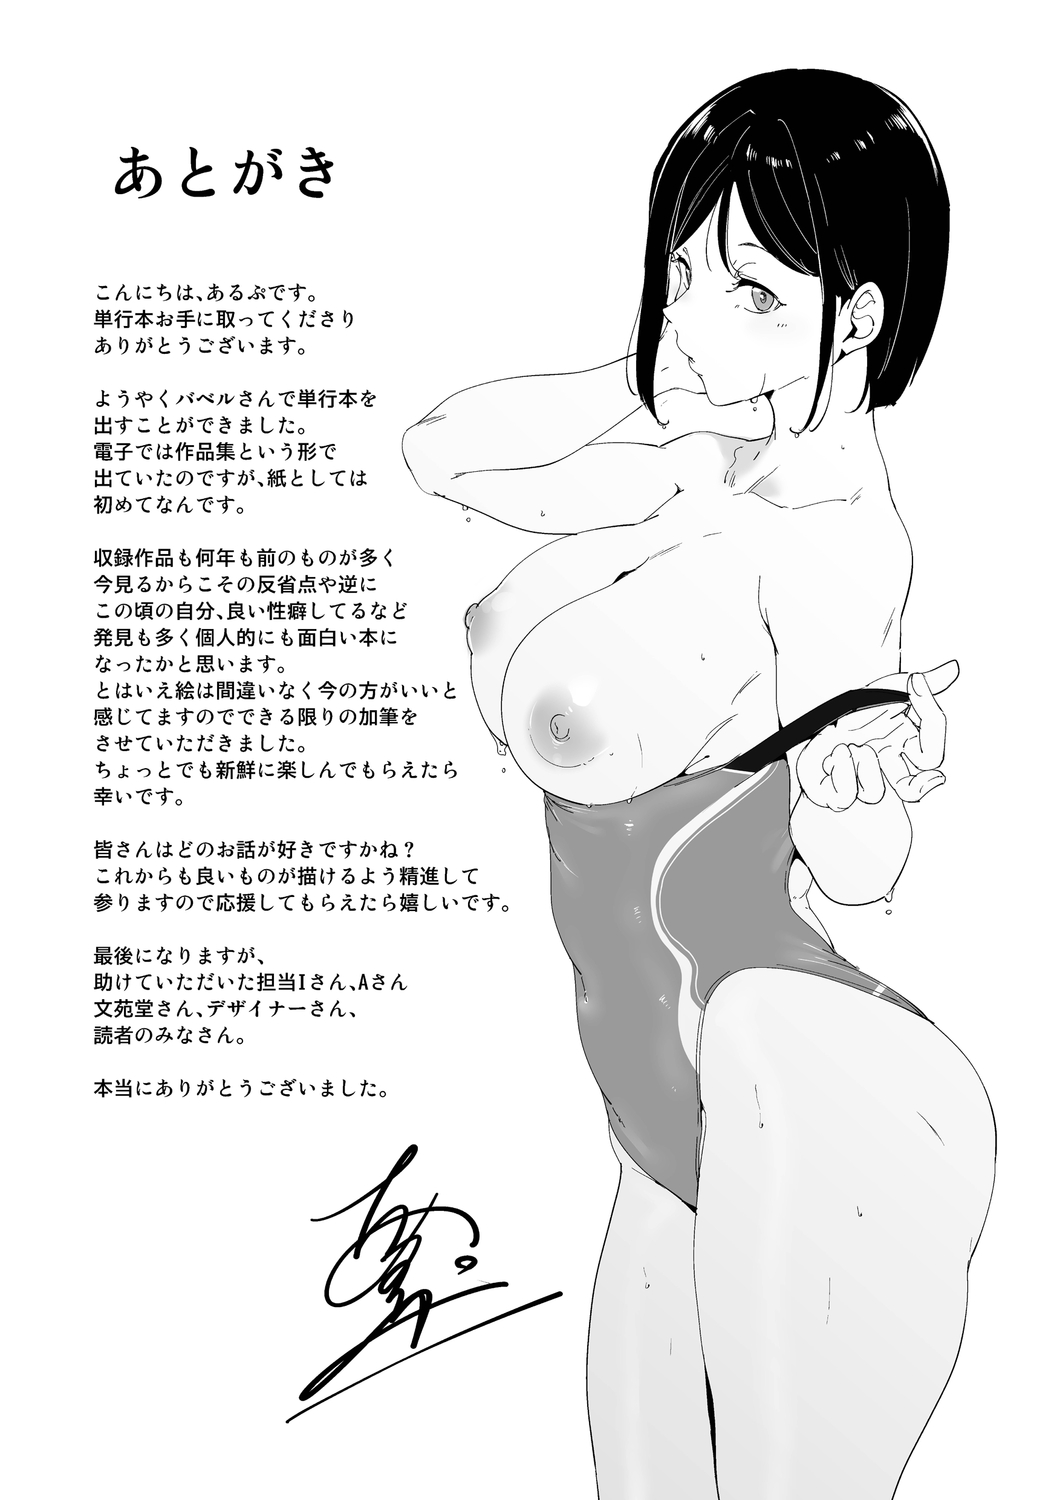 あとがき
こんにちは、あるぷです。
単行本お手に取ってくださり
ありがとうございます。
ようやくバベルさんで単行本を
出すことができました。
電子では作品集という形で
出ていたのですが、紙としては
初めてなんです。
収録作品も何年も前のものが多く
今見るからこその反省点や逆に
この頃の自分、良い性癖してるなど
発見も多く個人的にも面白い本に
なったかと思います。
とはいえ絵は間違いなく今の方がいいと
感じてますのでできる限りの加筆を
させていただきました。
ちょっとでも新鮮に楽しんでもらえたら
幸いです。
皆さんはどのお話が好きですかね？
これからも良いものが描けるよう精進して
参りますので応援してもらえたら嬉しいです。
最後になりますが、
助けていただいた担当Iさん、Aさん
文苑堂さん、デザイナーさん、
読者のみなさん。
本当にありがとうございました。